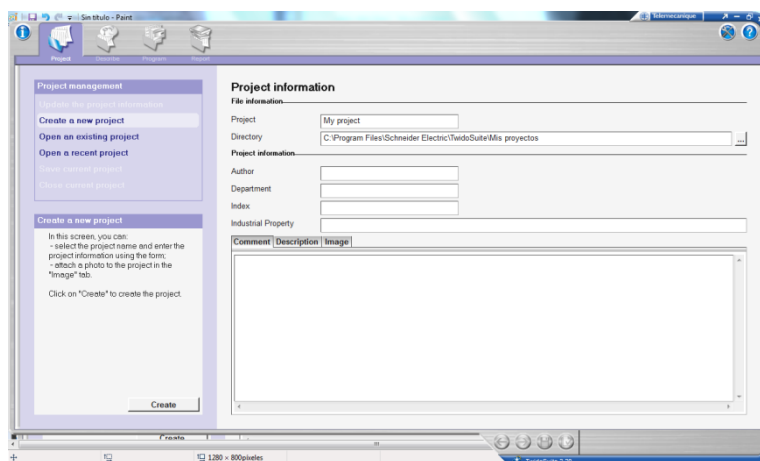 Sin título - Paint
Telemecanique
Project
Describe
Program
Report
Project management
Update the project information
Create a new project
Open an existing project
Open a recent project
Save current project
Close current project
Create a new project
In this screen, you can:
- select the project name and enter the
project information using the form;
- attach a photo to the project in the
"Image" tab.
Click on "Create" to create the project.
Create
Project information
File information
Project
My project
Directory
C:\Program Files\Schneider Electric\TwidoSuite\Mis proyectos
...
Project information
Author
Department
Index
Industrial Property
Comment
Description
Image
Create
1280 × 800píxeles